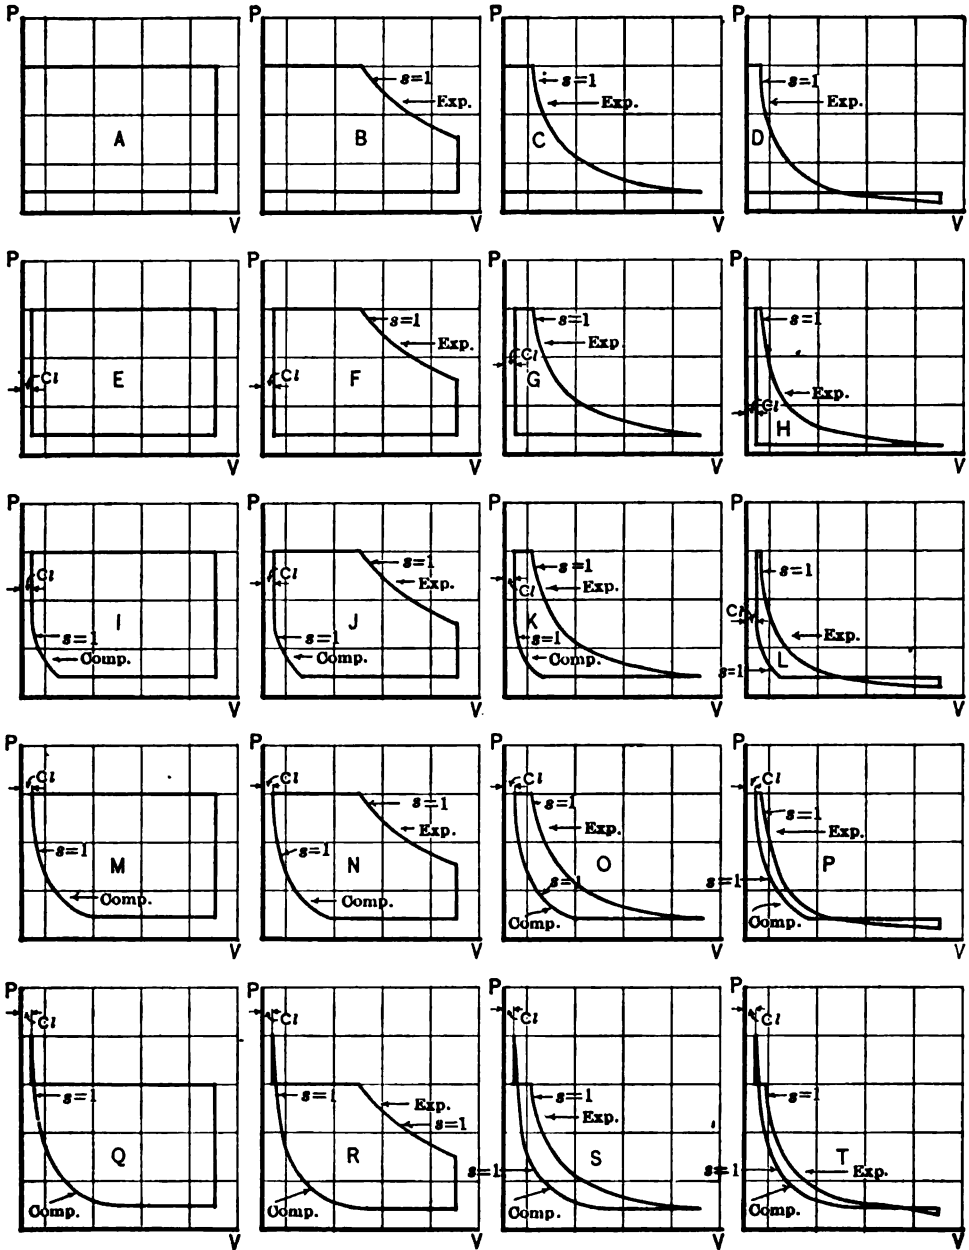 P P P P
s=1 s=1 s=1
Exp. Exp. Exp.
A B C D
V V V V
P P P P
s=1 s=1 s=1
Exp. Exp Exp.
Cl Cl Cl Cl
E F G H
V V V V
P P P P
s=1 s=1 s=1
Cl Cl Exp. Cl Exp. Cl Exp.
I J K L
s=1 s=1 s=1 s=1
Comp. Comp. Comp.
V V V V
P P P P
Cl Cl Cl Cl
s=1 s=1 s=1
Exp. Exp. Exp.
s=1 s=1 s=1 s=1
M N O P
Comp. Comp. Comp. Comp.
V V V V
P P P P
Cl Cl Cl Cl
s=1 s=1 s=1 s=1
Exp. Exp.
s=1
Q R S T
s=1 s=1 Exp.
Comp. Comp. Comp. Comp.
V V V V